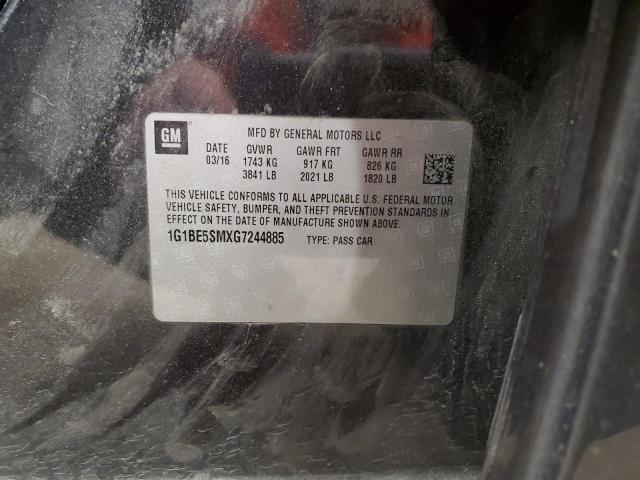 GM
MFD BY GENERAL MOTORS LLC
DATE GVWR GAWR FRT GAWR RR
03/16 1743 KG 917 KG 826 KG
3841 LB 2021 LB 1820 LB
THIS VEHICLE CONFORMS TO ALL APPLICABLE U.S. FEDERAL MOTOR
VEHICLE SAFETY, BUMPER, AND THEFT PREVENTION STANDARDS IN
EFFECT ON THE DATE OF MANUFACTURE SHOWN ABOVE.
1G1BE5SMXG7244885 TYPE: PASS CAR